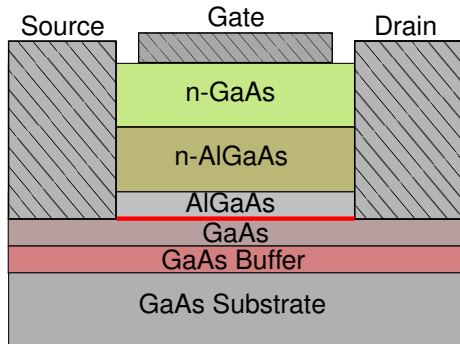 Source
Gate
Drain
n-GaAs
n-AlGaAs
AlGaAs
GaAs
GaAs Buffer
GaAs Substrate